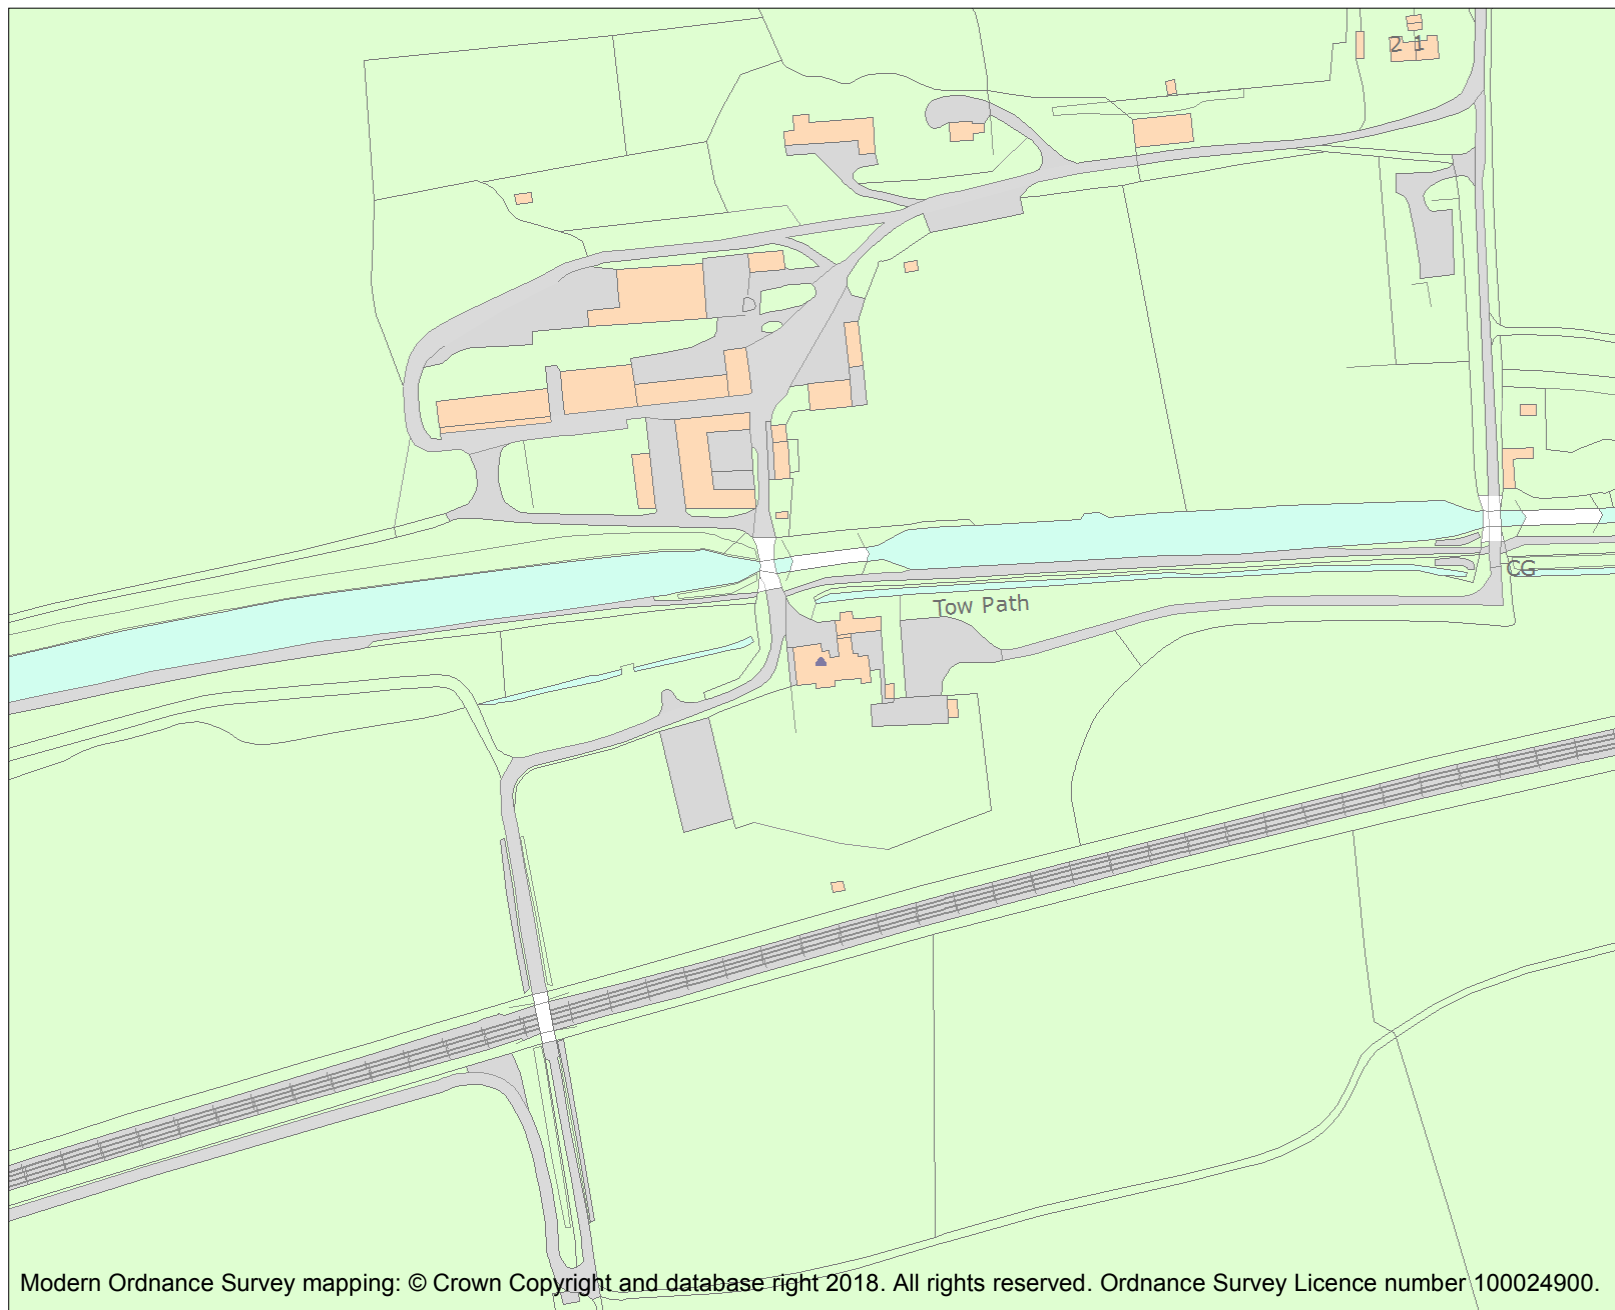 2 1
CG
Tow Path
Modern Ordnance Survey mapping: © Crown Copyright and database right 2018. All rights reserved. Ordnance Survey Licence number 100024900.